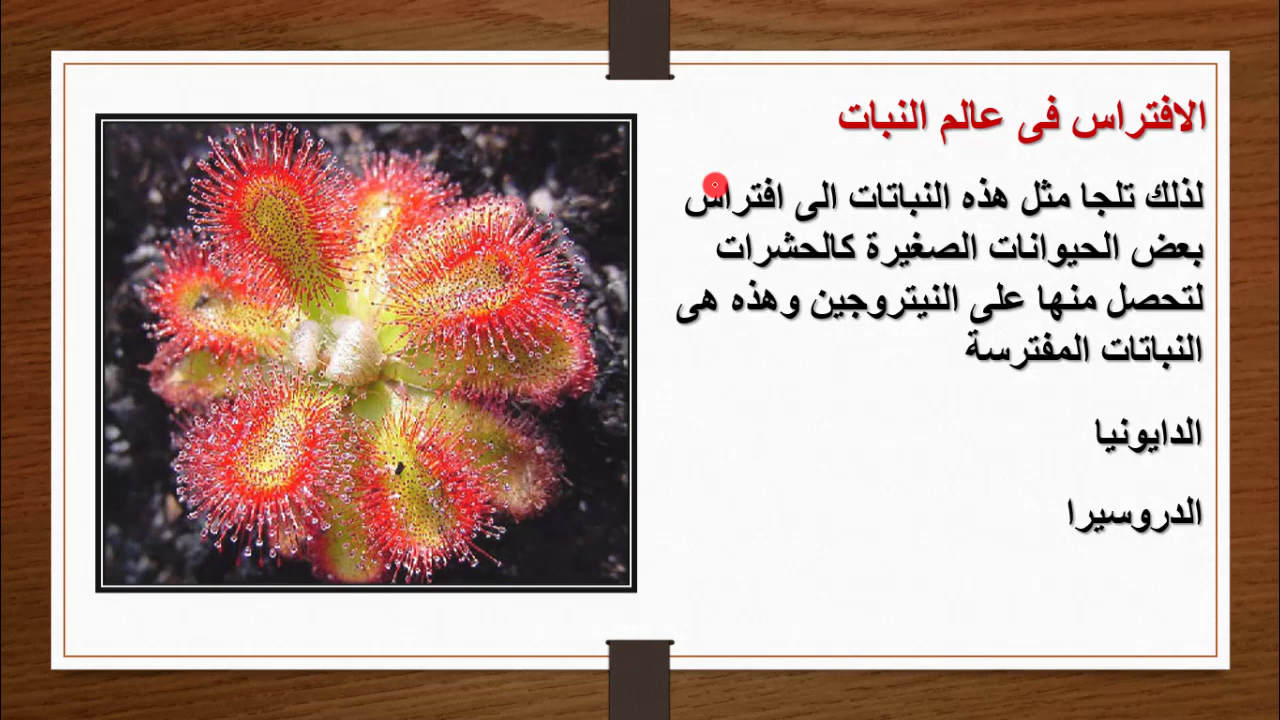 الافتراس فى عالم النبات
لذلك تلجا مثل هذه النباتات الى افتراس
بعض الحيوانات الصغيرة كالحشرات
لتحصل منها على النيتروجين وهذه هى
النباتات المفترسة
الدايونيا
الدروسيرا